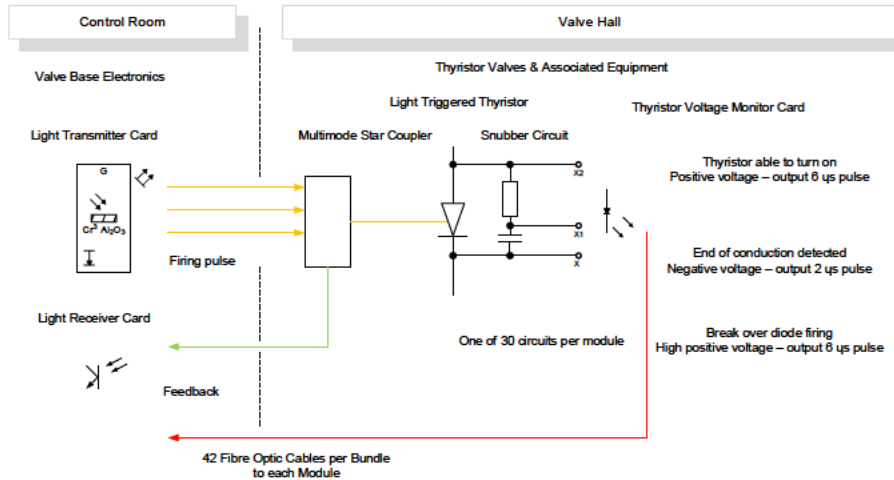 Control Room
Valve Hall
Valve Base Electronics
Thyristor Valves & Associated Equipment
Light Triggered Thyristor
Thyristor Voltage Monitor Card
Light Transmitter Card
Multimode Star Coupler
Snubber Circuit
G
X2
Thyristor able to turn on
Positive voltage – output 6 µs pulse
Cr³ Al₂O₃
X1
Firing pulse
X
End of conduction detected
Negative voltage – output 2 µs pulse
Light Receiver Card
One of 30 circuits per module
Break over diode firing
High positive voltage – output 6 µs pulse
Feedback
42 Fibre Optic Cables per Bundle
to each Module